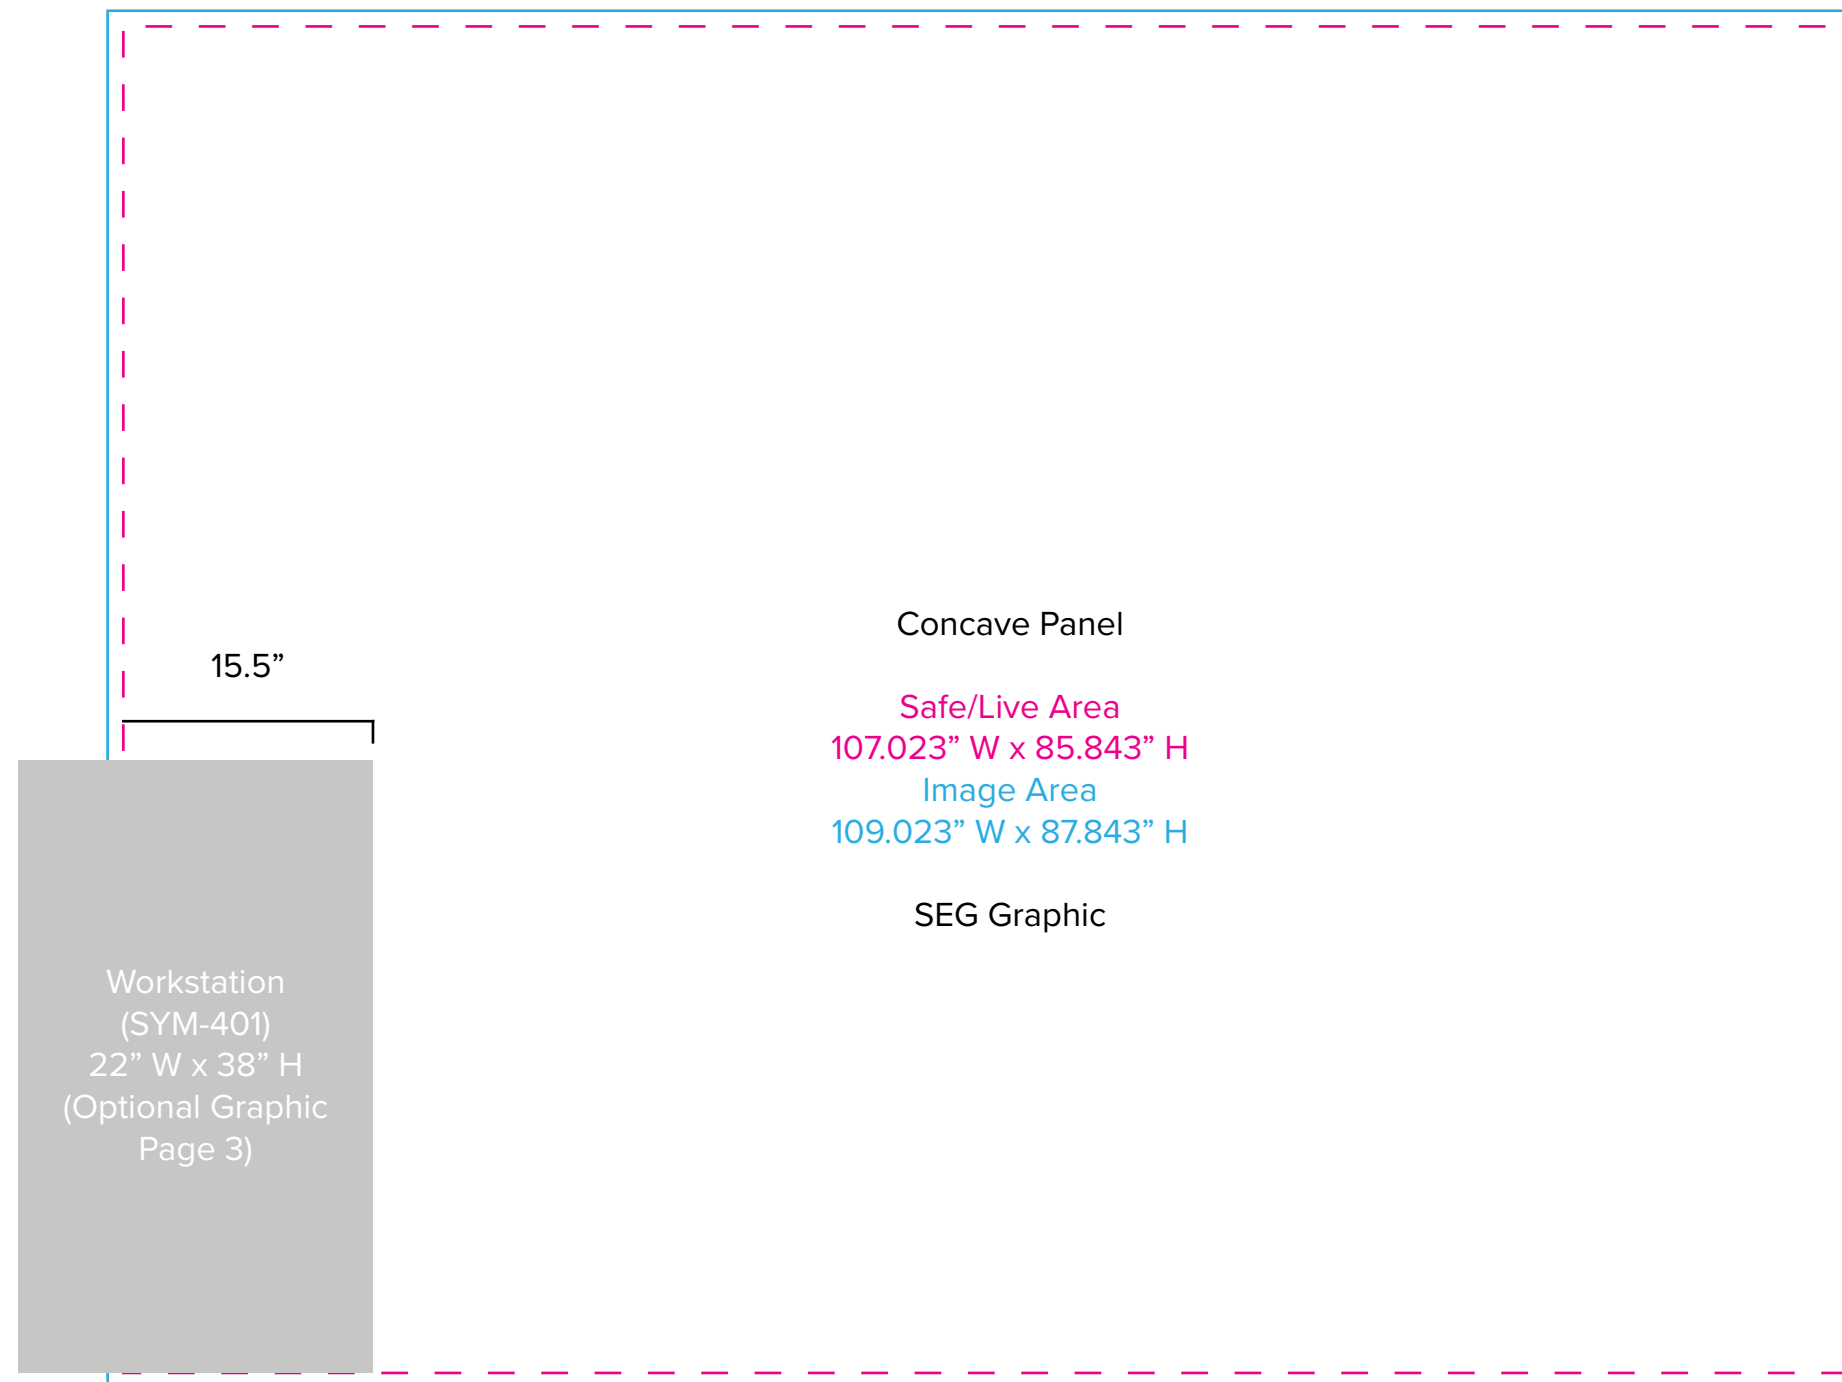 Concave Panel
15.5”
Safe/Live Area
107.023” W x 85.843” H
Image Area
109.023” W x 87.843” H
SEG Graphic
Workstation
(SYM-401)
22” W x 38” H
(Optional Graphic
Page 3)